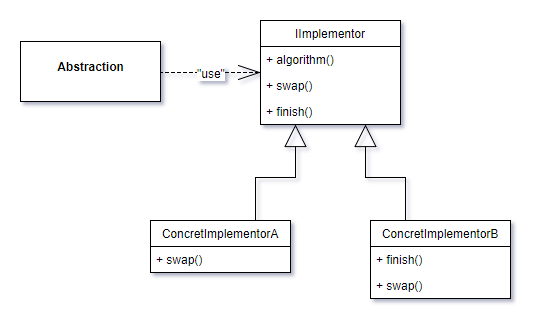 IImplementor
Abstraction
+ algorithm()
"use"
+ swap()
+ finish()
ConcretImplementorA
+ swap()
ConcretImplementorB
+ finish()
+ swap()